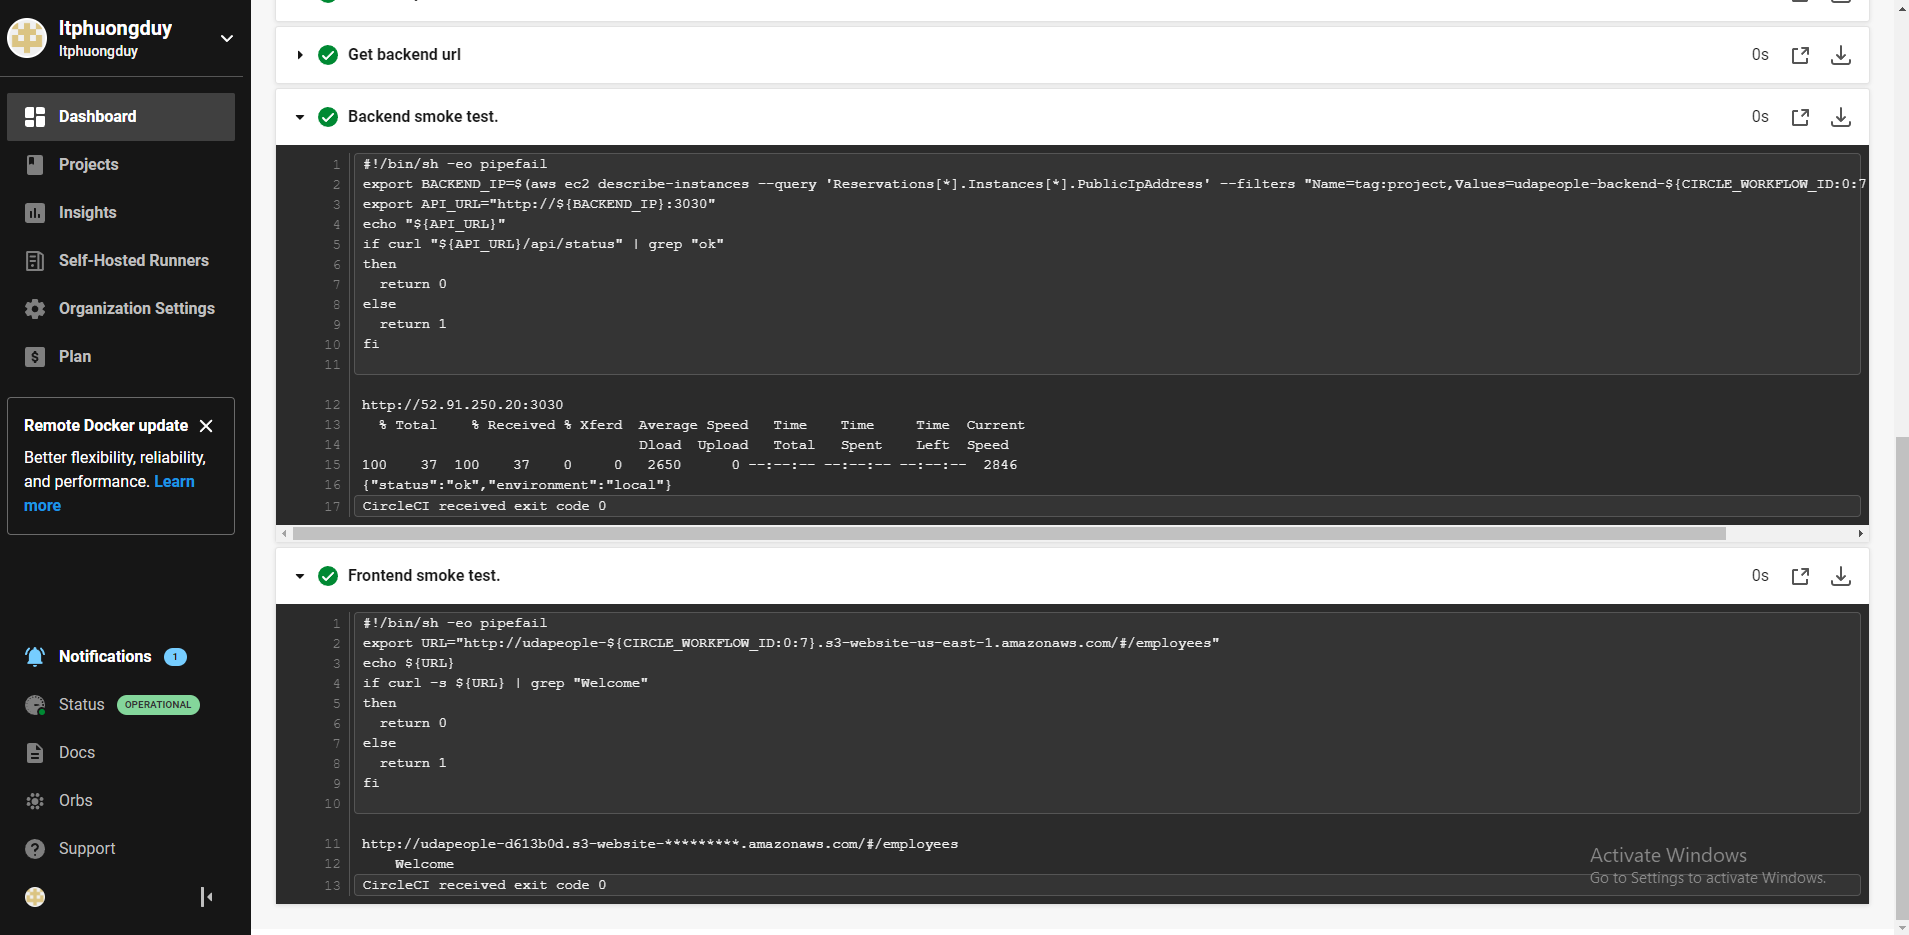 ltphuongduy
ltphuongduy
Dashboard
Projects
Insights
Self-Hosted Runners
Organization Settings
$ Plan
Remote Docker update
Better flexibility, reliability,
and performance. Learn
more
Notifications 1
Status OPERATIONAL
Docs
Orbs
? Support
Get backend url 0s
Backend smoke test. 0s
1 #!/bin/sh -eo pipefail
2 export BACKEND_IP=$(aws ec2 describe-instances --query 'Reservations[*].Instances[*].PublicIpAddress' --filters "Name=tag:project,Values=udapeople-backend-${CIRCLE_WORKFLOW_ID:0:7
3 export API_URL="http://${BACKEND_IP}:3030"
4 echo "${API_URL}"
5 if curl "${API_URL}/api/status" | grep "ok"
6 then
7 return 0
8 else
9 return 1
10 fi
11
12 http://52.91.250.20:3030
13 % Total % Received % Xferd Average Speed Time Time Time Current
14 Dload Upload Total Spent Left Speed
15 100 37 100 37 0 0 2650 0 --:--:-- --:--:-- --:--:-- 2846
16 {"status":"ok","environment":"local"}
17 CircleCI received exit code 0
Frontend smoke test. 0s
1 #!/bin/sh -eo pipefail
2 export URL="http://udapeople-${CIRCLE_WORKFLOW_ID:0:7}.s3-website-us-east-1.amazonaws.com/#/employees"
3 echo ${URL}
4 if curl -s ${URL} | grep "Welcome"
5 then
6 return 0
7 else
8 return 1
9 fi
10
11 http://udapeople-d613b0d.s3-website-*********.amazonaws.com/#/employees
12 Welcome
13 CircleCI received exit code 0
Activate Windows
Go to Settings to activate Windows.